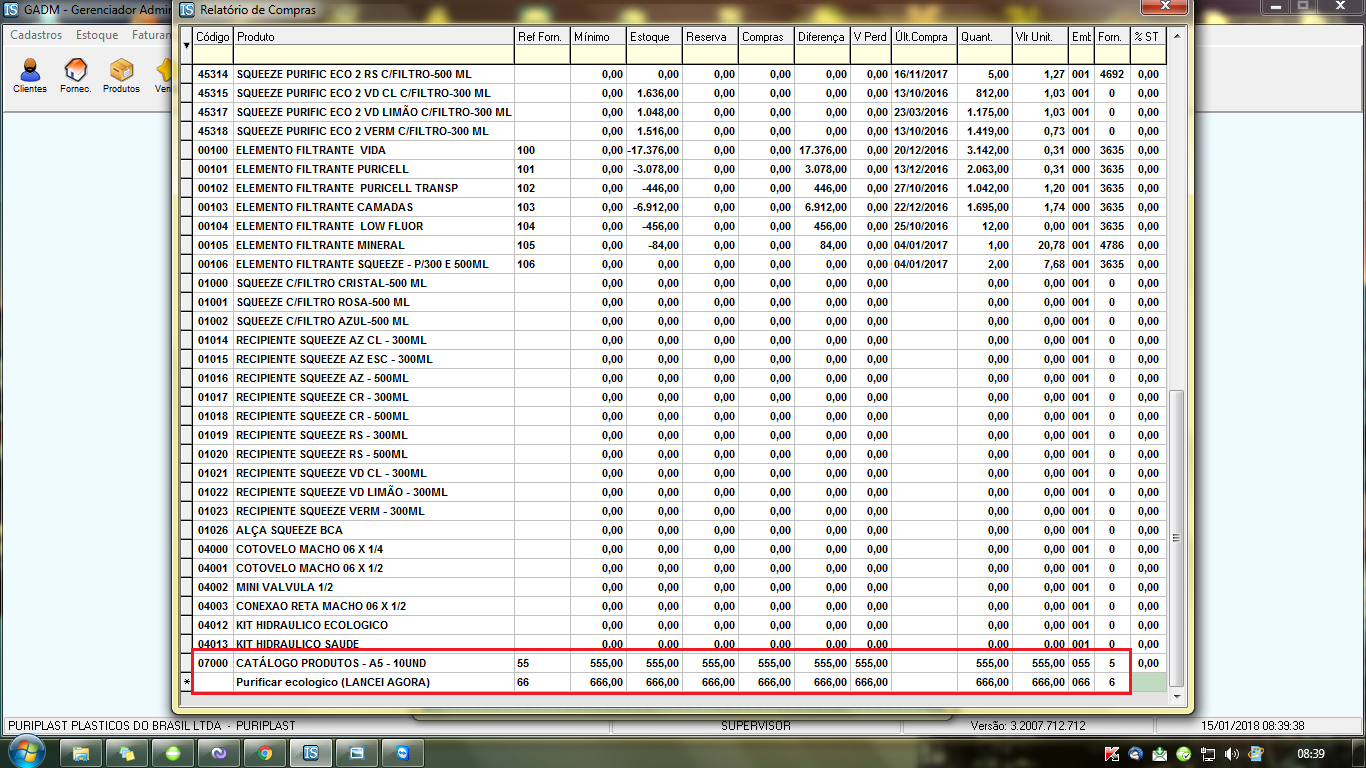 GADM - Gerenciador Admin
Relatório de Compras
Cadastros Estoque Faturan
Clientes Fornec. Produtos Ven
Código Produto Ref Forn. Mínimo Estoque Reserva Compras Diferença V Perd Últ.Compra Quant. Vlr Unit. Emb Forn. % ST
45314 SQUEEZE PURIFIC ECO 2 RS C/FILTRO-500 ML 0,00 0,00 0,00 0,00 0,00 0,00 16/11/2017 5,00 1,27 001 4692 0,00
45315 SQUEEZE PURIFIC ECO 2 VD CL C/FILTRO-300 ML 0,00 1.636,00 0,00 0,00 0,00 0,00 13/10/2016 812,00 1,03 001 0 0,00
45317 SQUEEZE PURIFIC ECO 2 VD LIMÃO C/FILTRO-300 ML 0,00 1.048,00 0,00 0,00 0,00 0,00 23/03/2016 1.175,00 1,03 001 0 0,00
45318 SQUEEZE PURIFIC ECO 2 VERM C/FILTRO-300 ML 0,00 1.516,00 0,00 0,00 0,00 0,00 13/10/2016 1.419,00 0,73 001 0 0,00
00100 ELEMENTO FILTRANTE VIDA 100 0,00 -17.376,00 0,00 0,00 17.376,00 0,00 20/12/2016 3.142,00 0,31 000 3635 0,00
00101 ELEMENTO FILTRANTE PURICELL 101 0,00 -3.078,00 0,00 0,00 3.078,00 0,00 13/12/2016 2.063,00 0,31 000 3635 0,00
00102 ELEMENTO FILTRANTE PURICELL TRANSP 102 0,00 -446,00 0,00 0,00 446,00 0,00 27/10/2016 1.042,00 1,20 001 3635 0,00
00103 ELEMENTO FILTRANTE CAMADAS 103 0,00 -6.912,00 0,00 0,00 6.912,00 0,00 22/12/2016 1.695,00 1,74 000 3635 0,00
00104 ELEMENTO FILTRANTE LOW FLUOR 104 0,00 -456,00 0,00 0,00 456,00 0,00 25/10/2016 12,00 0,00 001 3635 0,00
00105 ELEMENTO FILTRANTE MINERAL 105 0,00 -84,00 0,00 0,00 84,00 0,00 04/01/2017 1,00 20,78 001 4786 0,00
00106 ELEMENTO FILTRANTE SQUEEZE - P/300 E 500ML 106 0,00 0,00 0,00 0,00 0,00 0,00 04/01/2017 2,00 7,68 001 3635 0,00
01000 SQUEEZE C/FILTRO CRISTAL-500 ML 0,00 0,00 0,00 0,00 0,00 0,00 0,00 0,00 001 0 0,00
01001 SQUEEZE C/FILTRO ROSA-500 ML 0,00 0,00 0,00 0,00 0,00 0,00 0,00 0,00 001 0 0,00
01002 SQUEEZE C/FILTRO AZUL-500 ML 0,00 0,00 0,00 0,00 0,00 0,00 0,00 0,00 001 0 0,00
01014 RECIPIENTE SQUEEZE AZ CL - 300ML 0,00 0,00 0,00 0,00 0,00 0,00 0,00 0,00 001 0 0,00
01015 RECIPIENTE SQUEEZE AZ ESC - 300ML 0,00 0,00 0,00 0,00 0,00 0,00 0,00 0,00 001 0 0,00
01016 RECIPIENTE SQUEEZE AZ - 500ML 0,00 0,00 0,00 0,00 0,00 0,00 0,00 0,00 001 0 0,00
01017 RECIPIENTE SQUEEZE CR - 300ML 0,00 0,00 0,00 0,00 0,00 0,00 0,00 0,00 001 0 0,00
01018 RECIPIENTE SQUEEZE CR - 500ML 0,00 0,00 0,00 0,00 0,00 0,00 0,00 0,00 001 0 0,00
01019 RECIPIENTE SQUEEZE RS - 300ML 0,00 0,00 0,00 0,00 0,00 0,00 0,00 0,00 001 0 0,00
01020 RECIPIENTE SQUEEZE RS - 500ML 0,00 0,00 0,00 0,00 0,00 0,00 0,00 0,00 001 0 0,00
01021 RECIPIENTE SQUEEZE VD CL - 300ML 0,00 0,00 0,00 0,00 0,00 0,00 0,00 0,00 001 0 0,00
01022 RECIPIENTE SQUEEZE VD LIMÃO - 300ML 0,00 0,00 0,00 0,00 0,00 0,00 0,00 0,00 001 0 0,00
01023 RECIPIENTE SQUEEZE VERM - 300ML 0,00 0,00 0,00 0,00 0,00 0,00 0,00 0,00 001 0 0,00
01026 ALÇA SQUEEZE BCA 0,00 0,00 0,00 0,00 0,00 0,00 0,00 0,00 001 0 0,00
04000 COTOVELO MACHO 06 X 1/4 0,00 0,00 0,00 0,00 0,00 0,00 0,00 0,00 001 0 0,00
04001 COTOVELO MACHO 06 X 1/2 0,00 0,00 0,00 0,00 0,00 0,00 0,00 0,00 001 0 0,00
04002 MINI VALVULA 1/2 0,00 0,00 0,00 0,00 0,00 0,00 0,00 0,00 001 0 0,00
04003 CONEXAO RETA MACHO 06 X 1/2 0,00 0,00 0,00 0,00 0,00 0,00 0,00 0,00 001 0 0,00
04012 KIT HIDRAULICO ECOLOGICO 0,00 0,00 0,00 0,00 0,00 0,00 0,00 0,00 001 0 0,00
04013 KIT HIDRAULICO SAUDE 0,00 0,00 0,00 0,00 0,00 0,00 0,00 0,00 001 0 0,00
07000 CATÁLOGO PRODUTOS - A5 - 10UND 55 555,00 555,00 555,00 555,00 555,00 555,00 555,00 555,00 055 5 0,00
* Purificar ecologico (LANCEI AGORA) 66 666,00 666,00 666,00 666,00 666,00 666,00 666,00 666,00 066 6
PURIPLAST PLASTICOS DO BRASIL LTDA - PURIPLAST SUPERVISOR Versão: 3.2007.712.712 15/01/2018 08:39:38
08:39